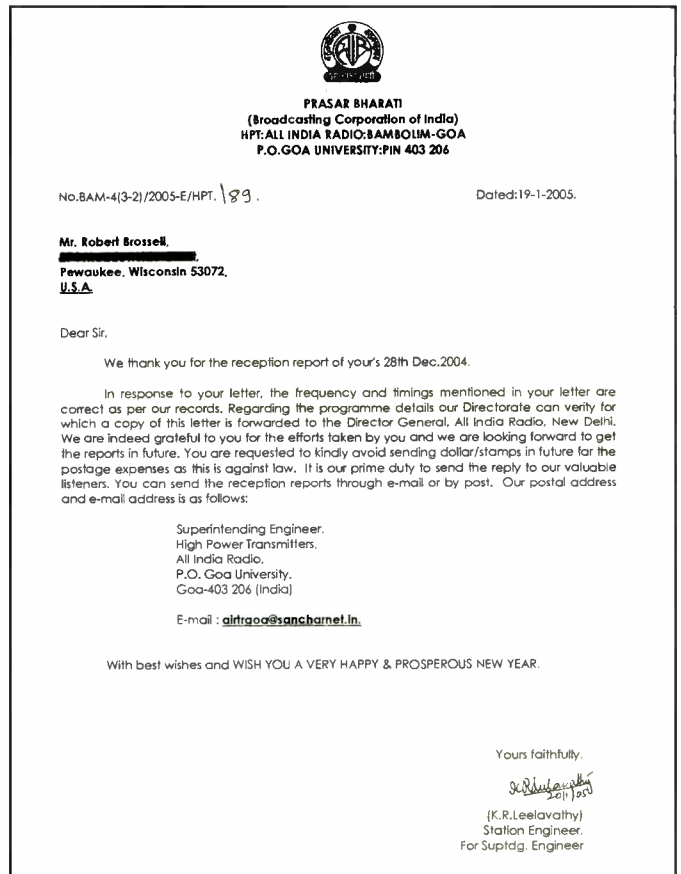 PRASAR BHARATI
(Broadcasting Corporation of India)
HPT:ALL INDIA RADIO:BAMBOLIM-GOA
P.O.GOA UNIVERSITY:PIN 403 206
No.BAM-4(3-2)/2005-E/HPT. 189. Dated:19-1-2005.
Mr. Robert Brossell,
Pewaukee, Wisconsin 53072,
U.S.A.
Dear Sir,
We thank you for the reception report of your's 28th Dec.2004.
In response to your letter, the frequency and timings mentioned in your letter are
correct as per our records. Regarding the programme details our Directorate can verify for
which a copy of this letter is forwarded to the Director General, All India Radio, New Delhi.
We are indeed grateful to you for the efforts taken by you and we are looking forward to get
the reports in future. You are requested to kindly avoid sending dollar/stamps in future for the
postage expenses as this is against law. It is our prime duty to send the reply to our valuable
listeners. You can send the reception reports through e-mail or by post. Our postal address
and e-mail address is as follows:
Superintending Engineer,
High Power Transmitters,
All India Radio,
P.O. Goa University,
Goa-403 206 (India)
E-mail : airtrgoa@sancharnet.in.
With best wishes and WISH YOU A VERY HAPPY & PROSPEROUS NEW YEAR.
Yours faithfully,
20/1/05
(K.R.Leelavathy)
Station Engineer.
For Suptdg. Engineer